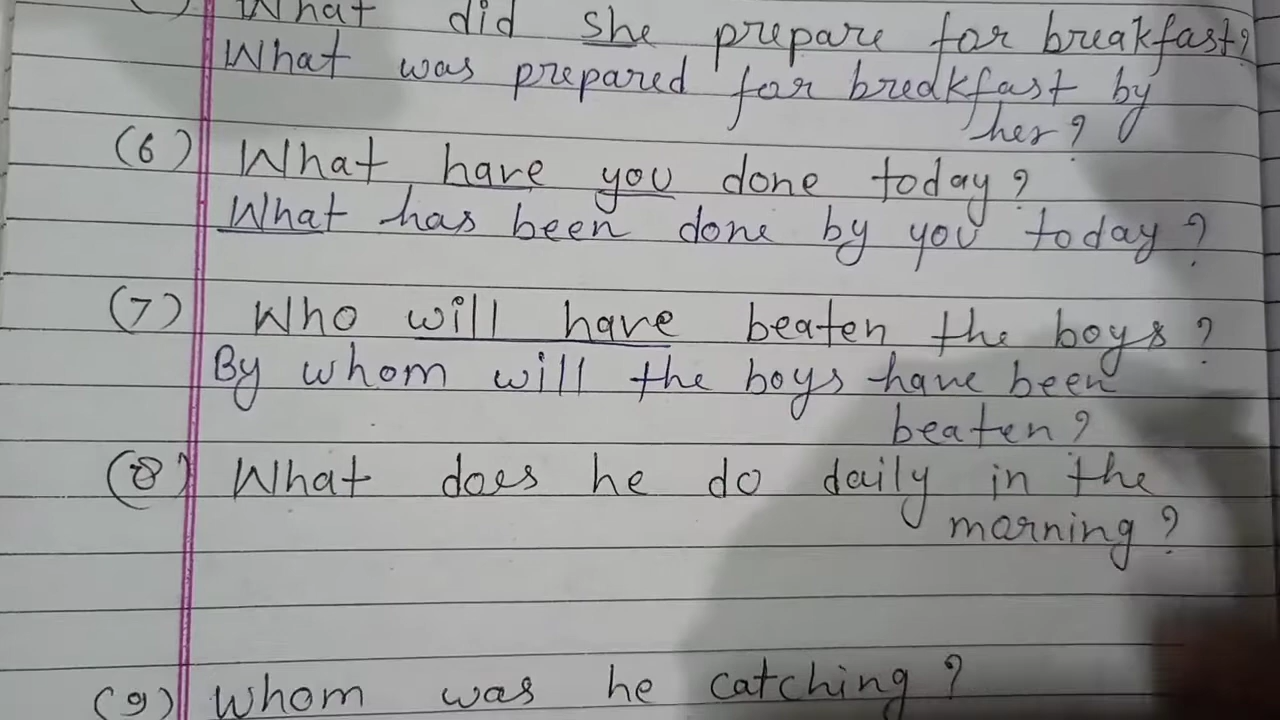 What did she prepare for breakfast?
What was prepared for breakfast by
her?
(6) What have you done today?
What has been done by you today?
(7) Who will have beaten the boys?
By whom will the boys have been
beaten?
(8) What does he do daily in the
morning?
(9) Whom was he catching?